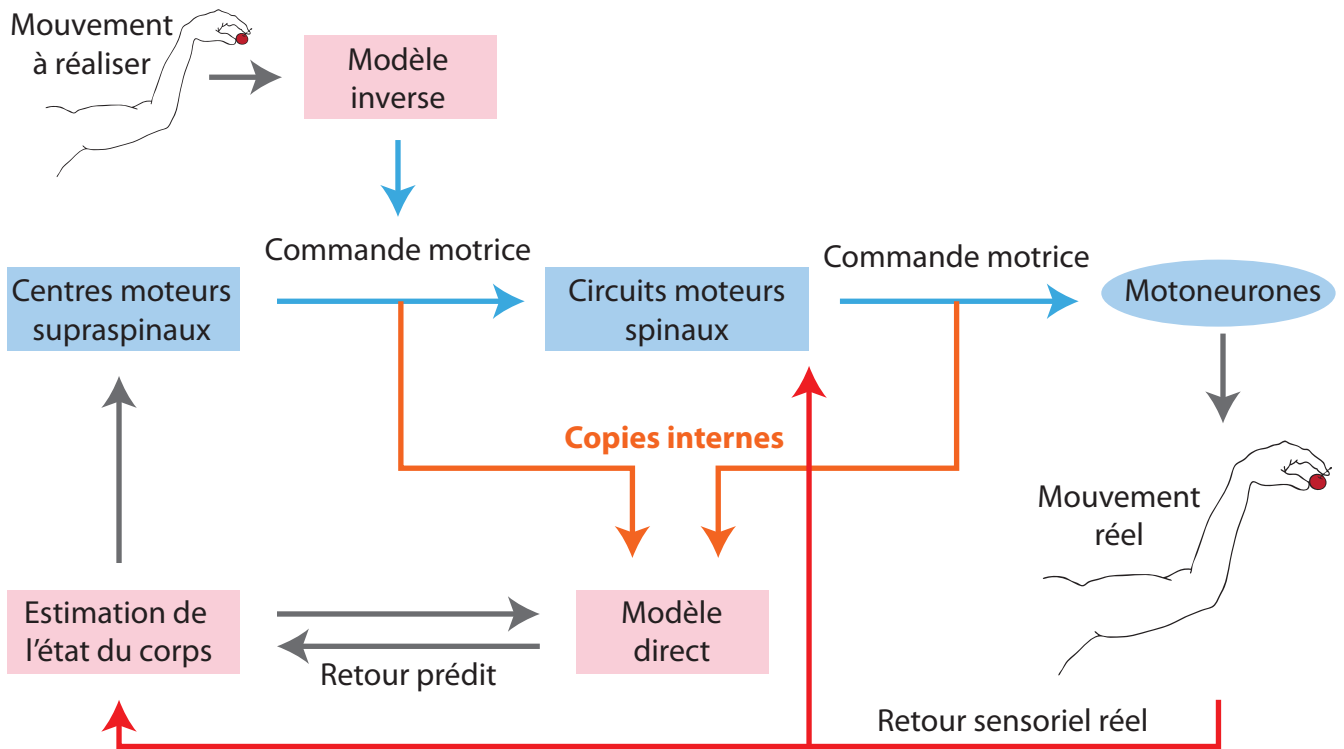 Mouvement
à réaliser
Modèle
inverse
Commande motrice
Commande motrice
Centres moteurs
supraspinaux
Circuits moteurs
spinaux
Motoneurones
Copies internes
Mouvement
réel
Estimation de
l'état du corps
Retour prédit
Modèle
direct
Retour sensoriel réel